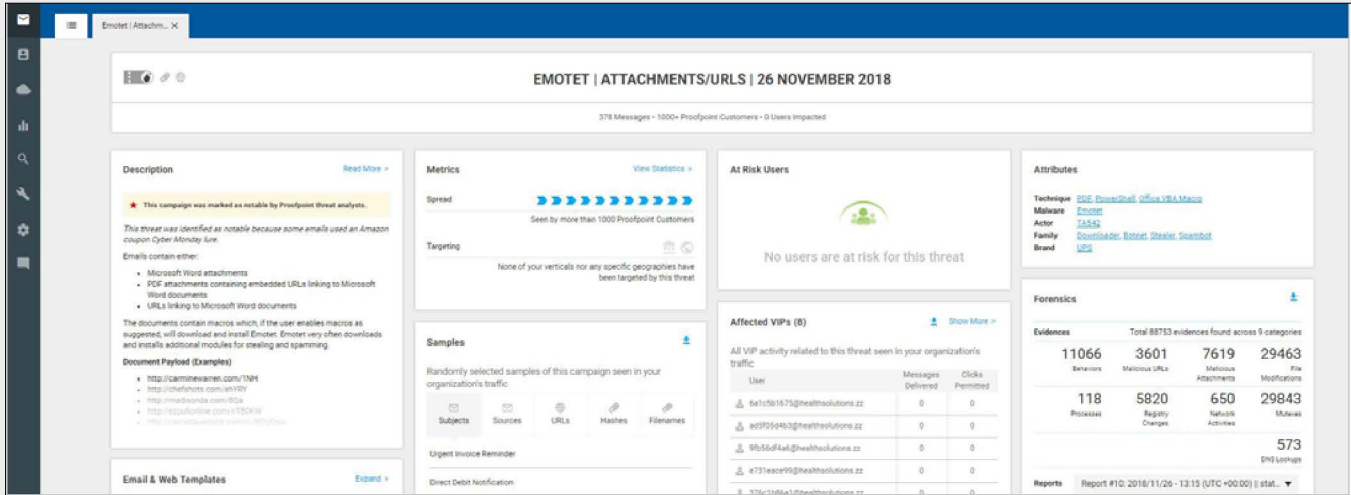 Emotet | Attachm... ×
EMOTET | ATTACHMENTS/URLS | 26 NOVEMBER 2018
378 Messages • 1000+ Proofpoint Customers • 0 Users Impacted
Description
Read More >
This campaign was marked as notable by Proofpoint threat analysts.
This threat was identified as notable because some emails used an Amazon
coupon Cyber Monday lure.
Emails contain either:
• Microsoft Word attachments
• PDF attachments containing embedded URLs linking to Microsoft
Word documents
• URLs linking to Microsoft Word documents
The documents contain macros which, if the user enables macros as
suggested, will download and install Emotet. Emotet very often downloads
and installs additional modules for stealing and spamming.
Document Payload (Examples)
• http://carminewarren.com/1NH
• http://chefshots.com/ehYRY
Email & Web Templates
Expand >
Metrics
View Statistics >
Spread
Seen by more than 1000 Proofpoint Customers
Targeting
None of your verticals nor any specific geographies have
been targeted by this threat
Samples
Randomly selected samples of this campaign seen in your
organization's traffic
Subjects Sources URLs Hashes Filenames
Urgent Invoice Reminder
Direct Debit Notification
At Risk Users
No users are at risk for this threat
Affected VIPs (8)
Show More >
All VIP activity related to this threat seen in your organization's
traffic
User Messages Clicks
Delivered Permitted
6a1c5b1675@healthsolutions.zz 0 0
ad5f05d4b3@healthsolutions.zz 0 0
9fb56df4a6@healthsolutions.zz 0 0
e731eace99@healthsolutions.zz 0 0
Attributes
Technique PDF, PowerShell, Office VBA Macro
Malware Emotet
Actor TA542
Family Downloader, Botnet, Stealer, Spambot
Brand UPS
Forensics
Evidences Total 88753 evidences found across 9 categories
11066 3601 7619 29463
Behaviors Malicious URLs Malicious File
Attachments Modifications
118 5820 650 29843
Processes Registry Network Mutexes
Changes Activities
573
DNS Lookups
Reports Report #10: 2018/11/26 - 13:15 (UTC +00:00) || stat...